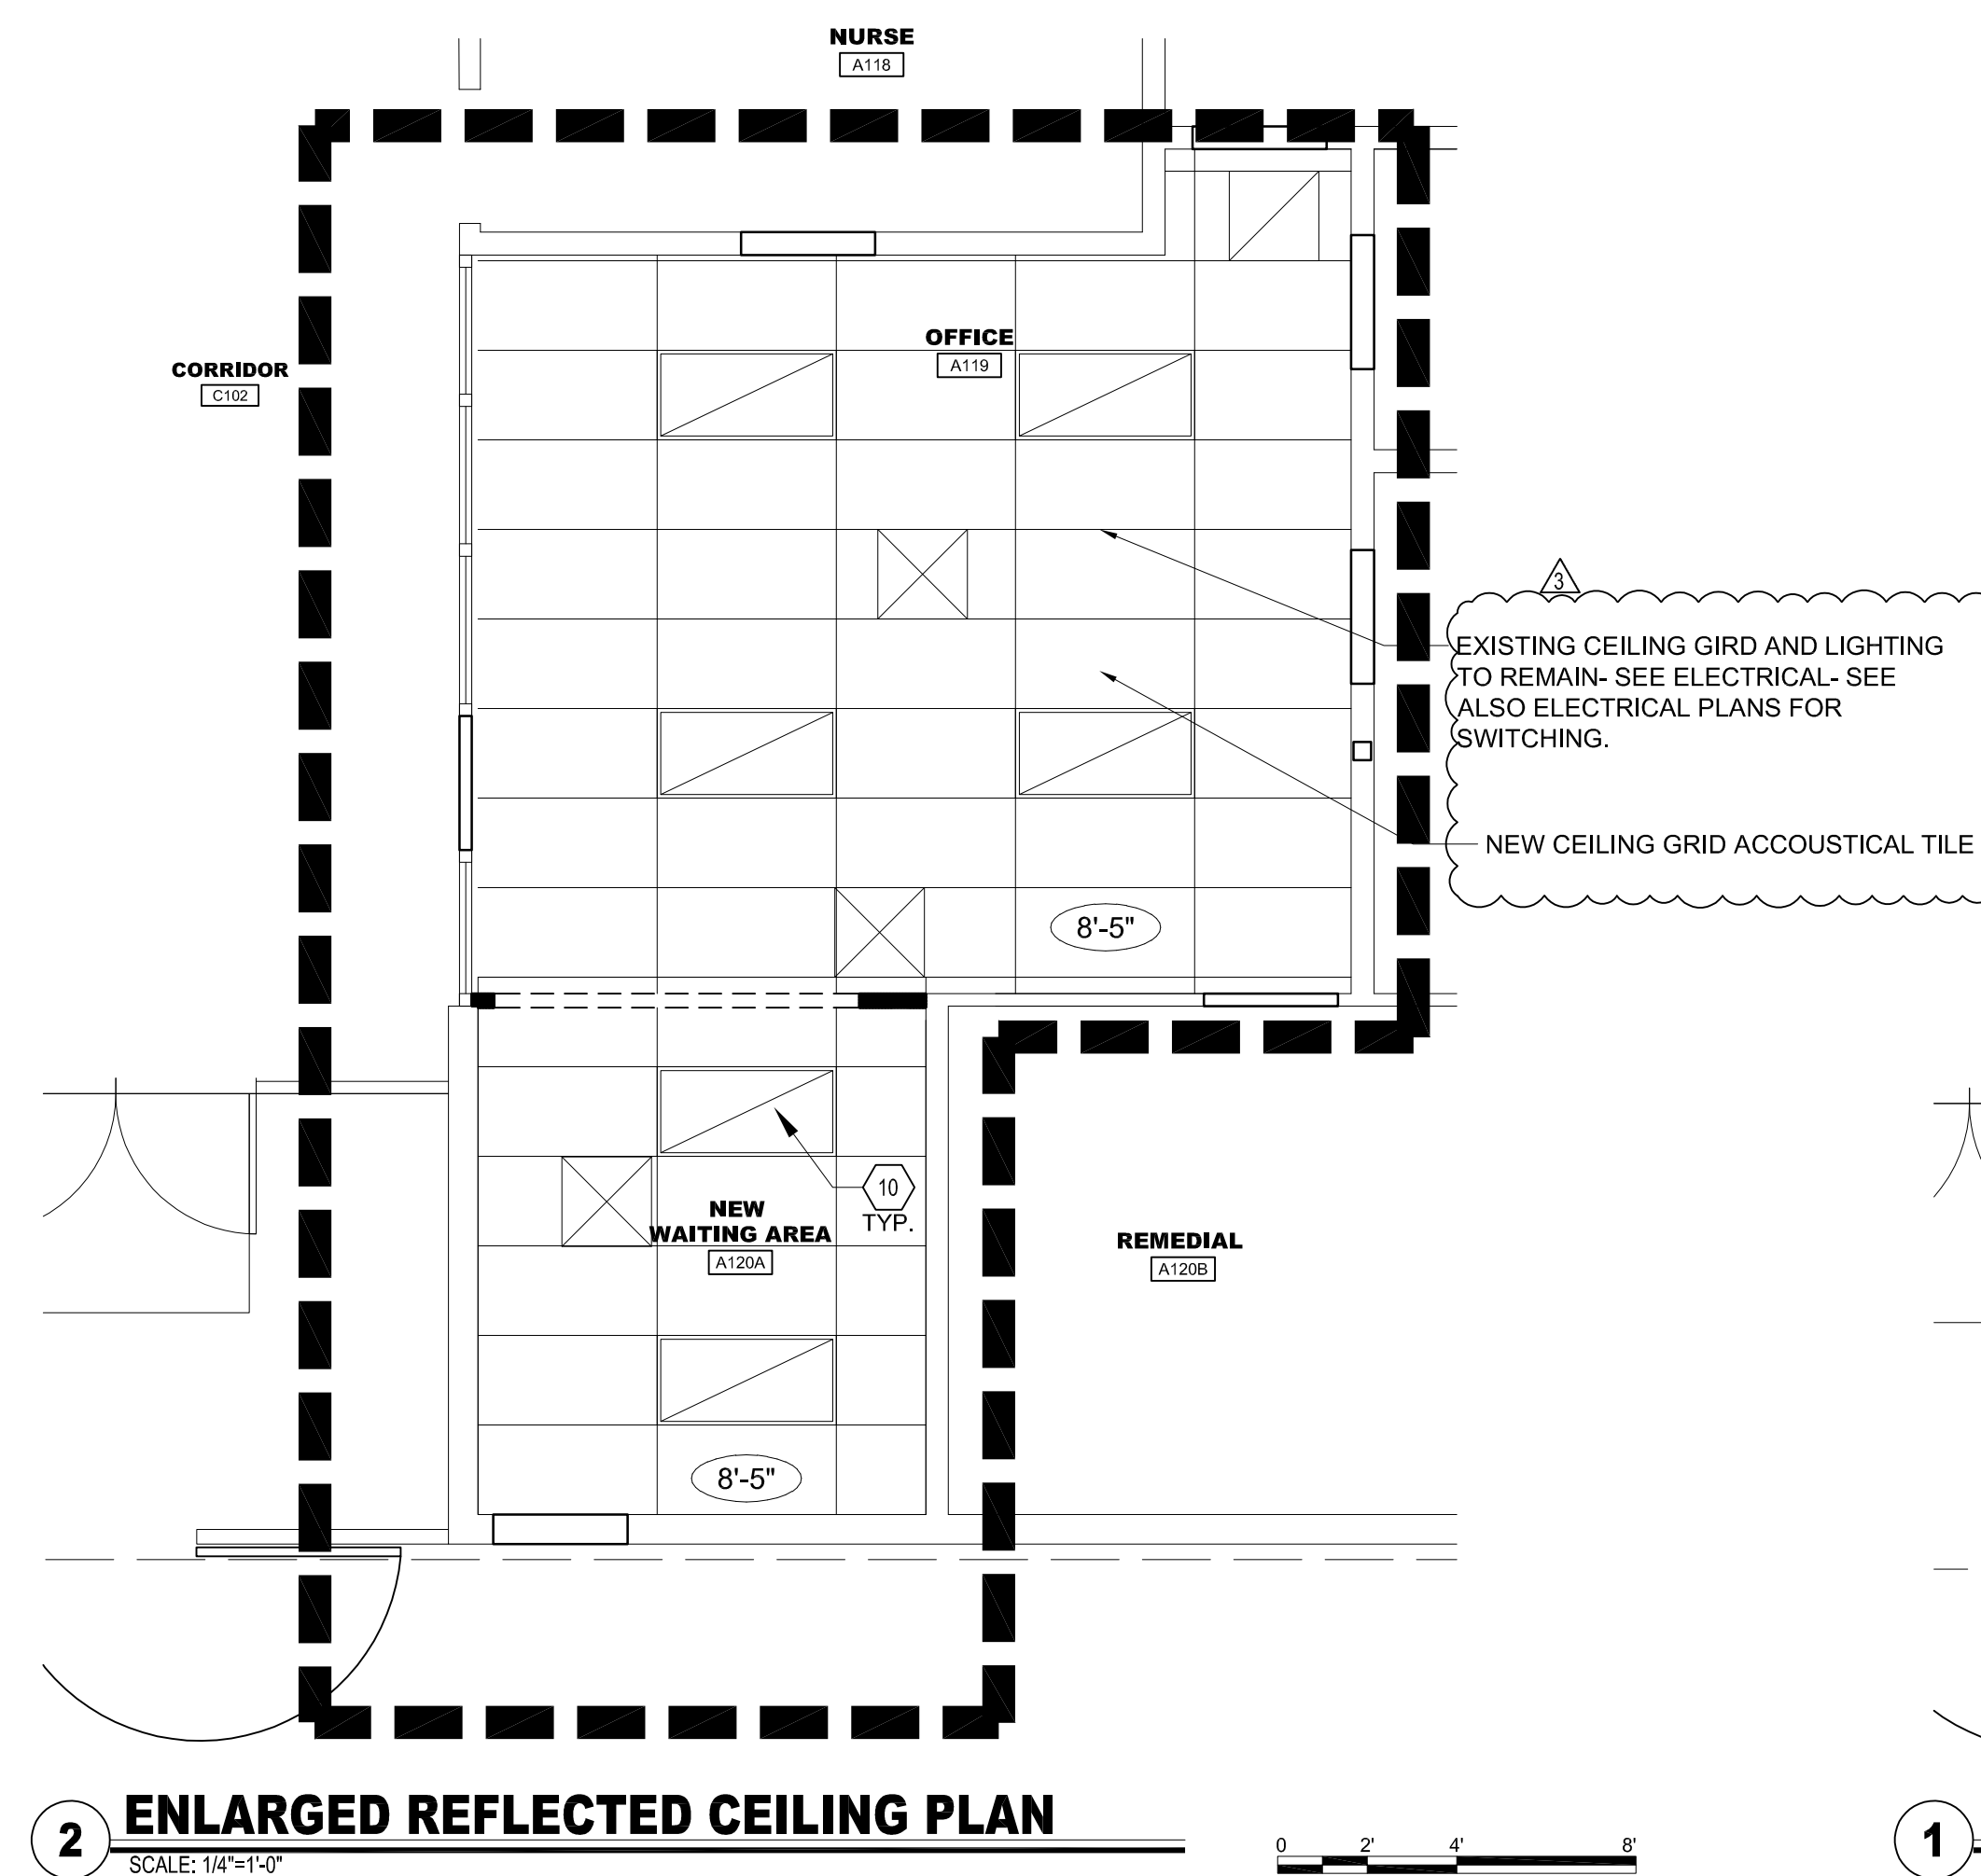 NURSE
A118
OFFICE
A119
CORRIDOR
C102
3
EXISTING CEILING GIRD AND LIGHTING
TO REMAIN- SEE ELECTRICAL- SEE
ALSO ELECTRICAL PLANS FOR
SWITCHING.
NEW CEILING GRID ACCOUSTICAL TILE
8'-5"
10
TYP.
NEW
WAITING AREA
A120A
REMEDIAL
A120B
8'-5"
2
ENLARGED REFLECTED CEILING PLAN
SCALE: 1/4"=1'-0"
0 2' 4' 8'
1